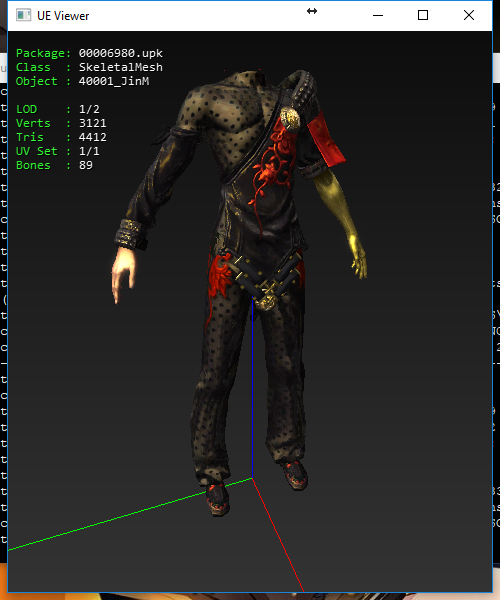 UE Viewer
Package: 00006980.upk
Class : SkeletalMesh
Object : 40001_JinM
LOD : 1/2
Verts : 3121
Tris : 4412
UV Set : 1/1
Bones : 89